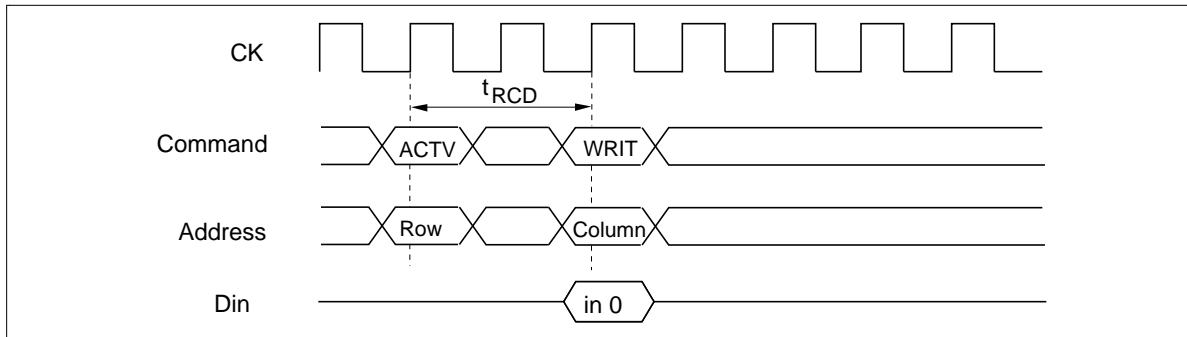 CK
tRCD
Command ACTV WRIT
Address Row Column
Din in 0